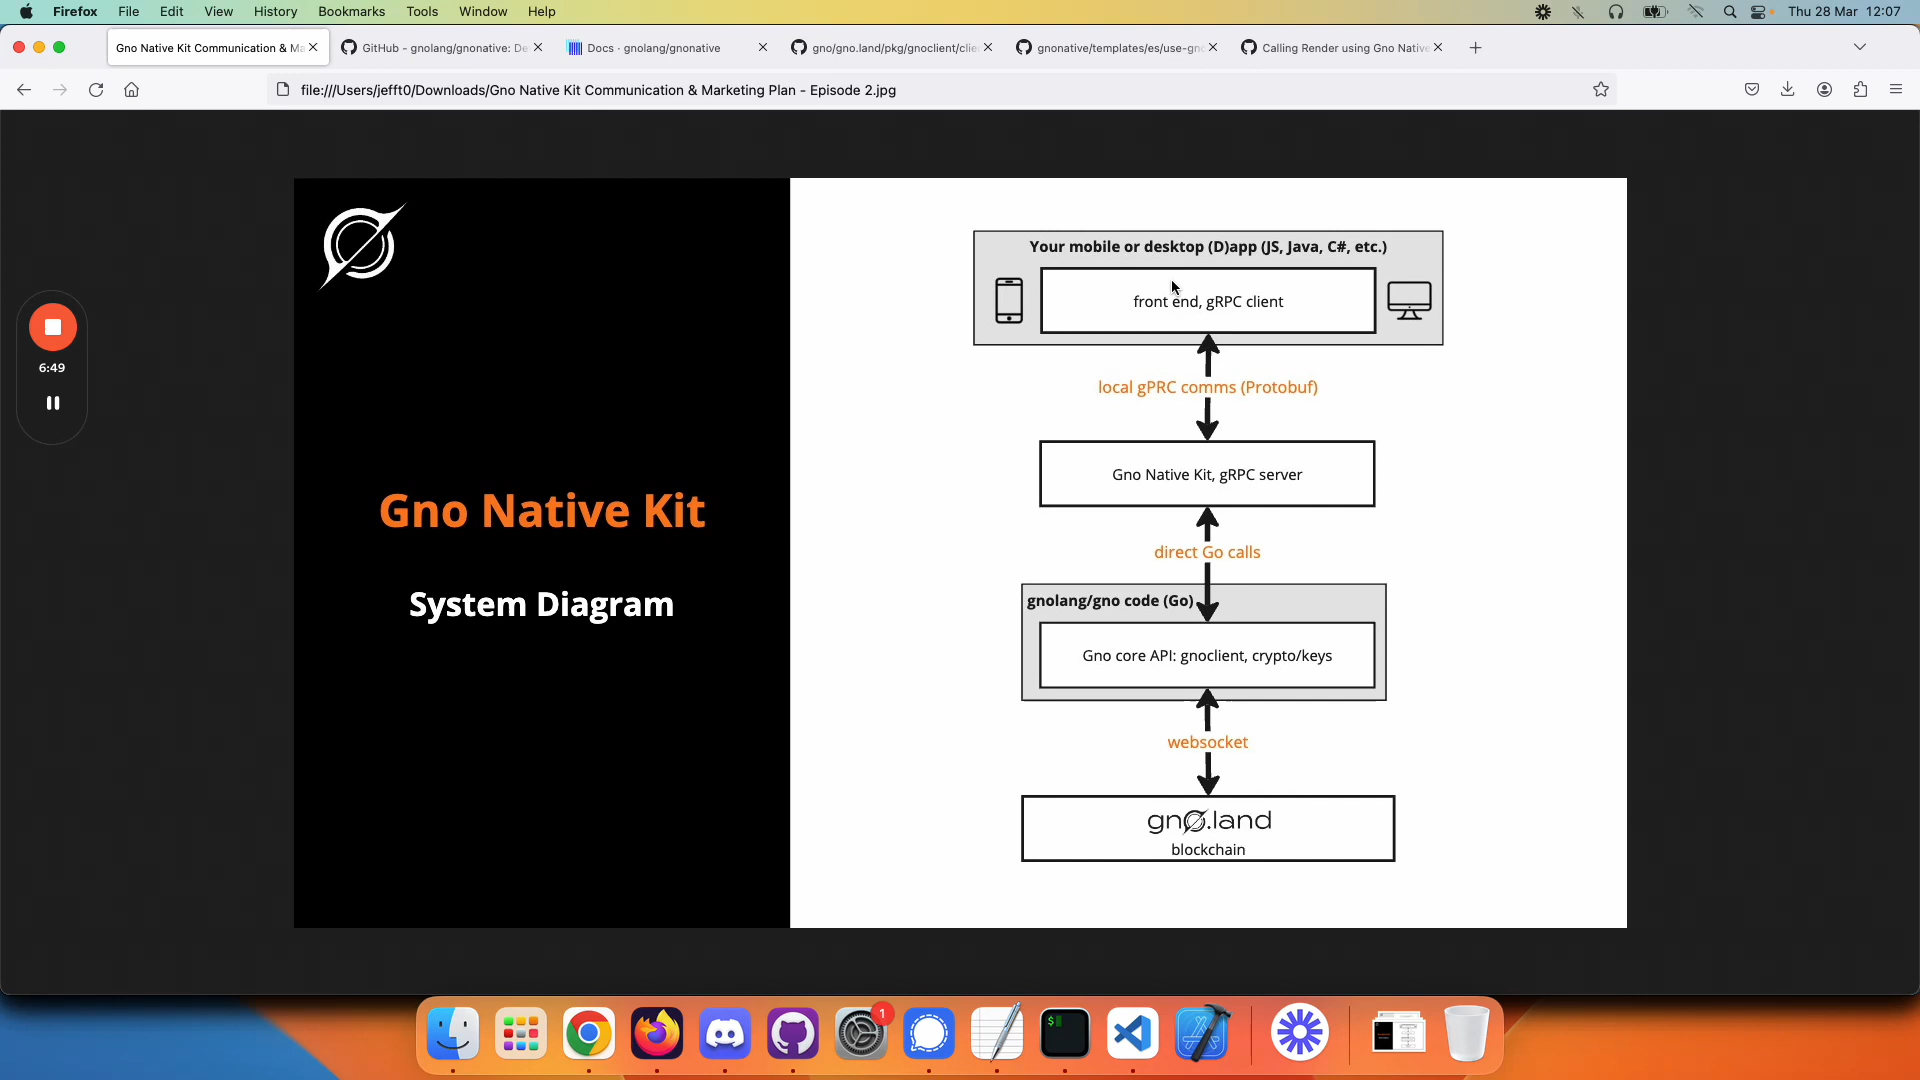 Firefox File Edit View History Bookmarks Tools Window Help Thu 28 Mar 12:07
Gno Native Kit Communication & Ma GitHub - gnolang/gnonative: De Docs · gnolang/gnonative gno/gno.land/pkg/gnoclient/clie gnonative/templates/es/use-gno Calling Render using Gno Native
file:///Users/jefft0/Downloads/Gno Native Kit Communication & Marketing Plan - Episode 2.jpg
6:49
Gno Native Kit
System Diagram
Your mobile or desktop (D)app (JS, Java, C#, etc.)
front end, gRPC client
local gPRC comms (Protobuf)
Gno Native Kit, gRPC server
direct Go calls
gnolang/gno code (Go)
Gno core API: gnoclient, crypto/keys
websocket
gno.land
blockchain
1
$